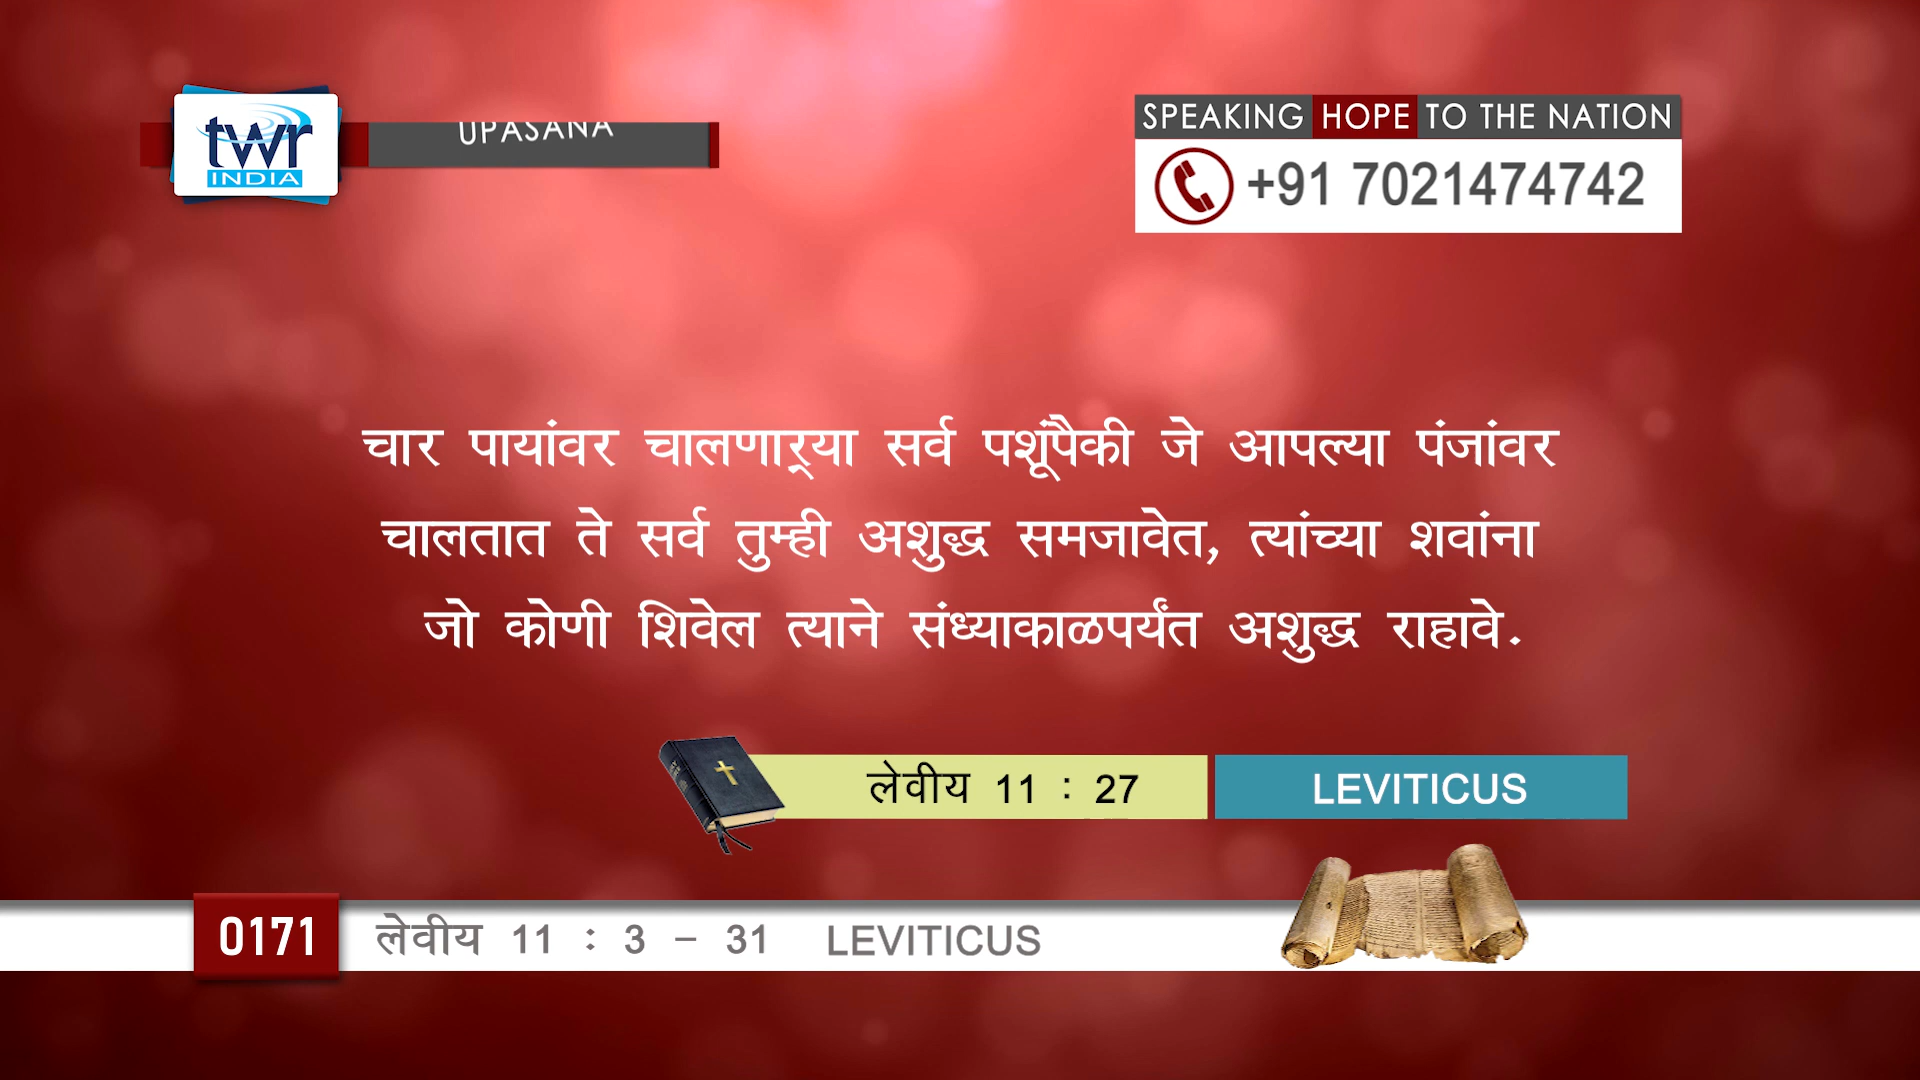 twr
INDIA
UPASANA
SPEAKING HOPE TO THE NATION
+91 7021474742
चार पायांवर चालणाऱ्या सर्व पशूंपैकी जे आपल्या पंजांवर
चालतात ते सर्व तुम्ही अशुद्ध समजावेत, त्यांच्या शवांना
जो कोणी शिवेल त्याने संध्याकाळपर्यंत अशुद्ध राहावे.
लेवीय 11 : 27
LEVITICUS
0171
लेवीय 11 : 3 - 31 LEVITICUS